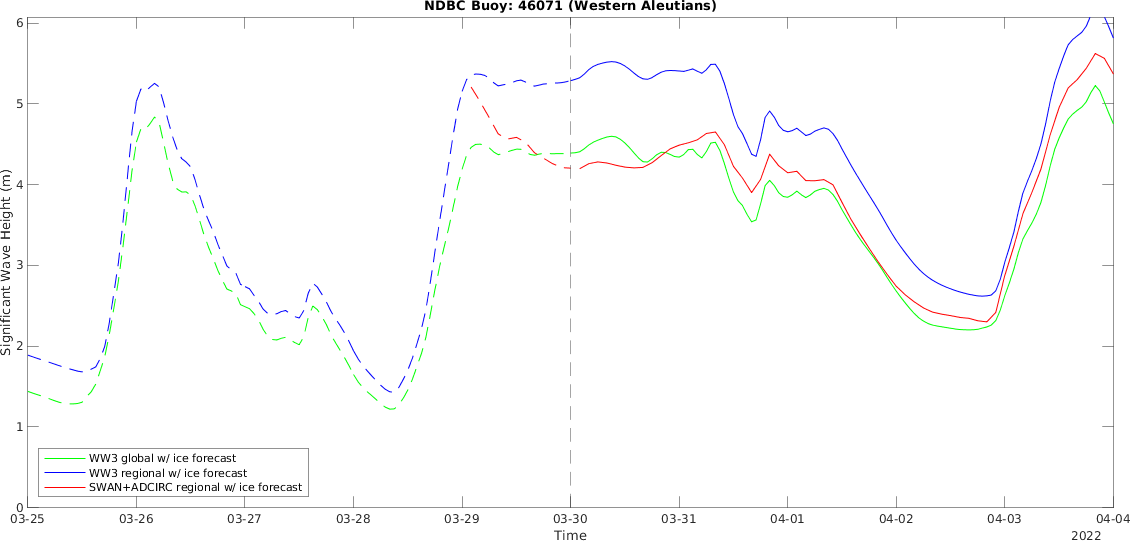 NDBC Buoy: 46071 (Western Aleutians)
6
5
4
3
2
1
0
Significant Wave Height (m)
WW3 global w/ ice forecast
WW3 regional w/ ice forecast
SWAN+ADCIRC regional w/ ice forecast
03-25 03-26 03-27 03-28 03-29 03-30 03-31 04-01 04-02 04-03 04-04
Time
2022